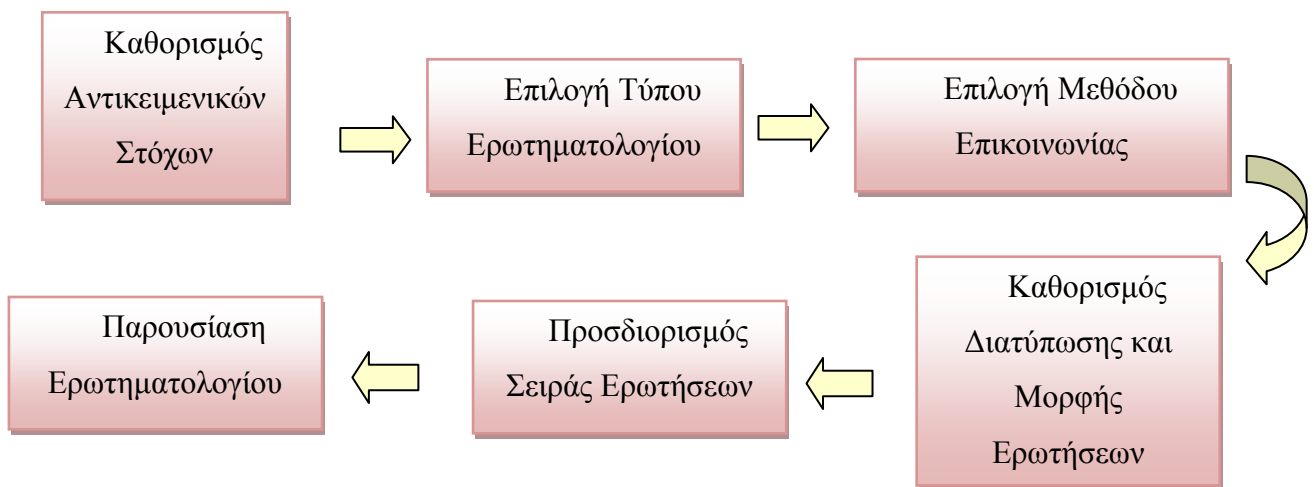 Καθορισμός
Αντικειμενικών
Στόχων
Επιλογή Τύπου
Ερωτηματολογίου
Επιλογή Μεθόδου
Επικοινωνίας
Καθορισμός
Διατύπωσης και
Μορφής
Ερωτήσεων
Προσδιορισμός
Σειράς Ερωτήσεων
Παρουσίαση
Ερωτηματολογίου